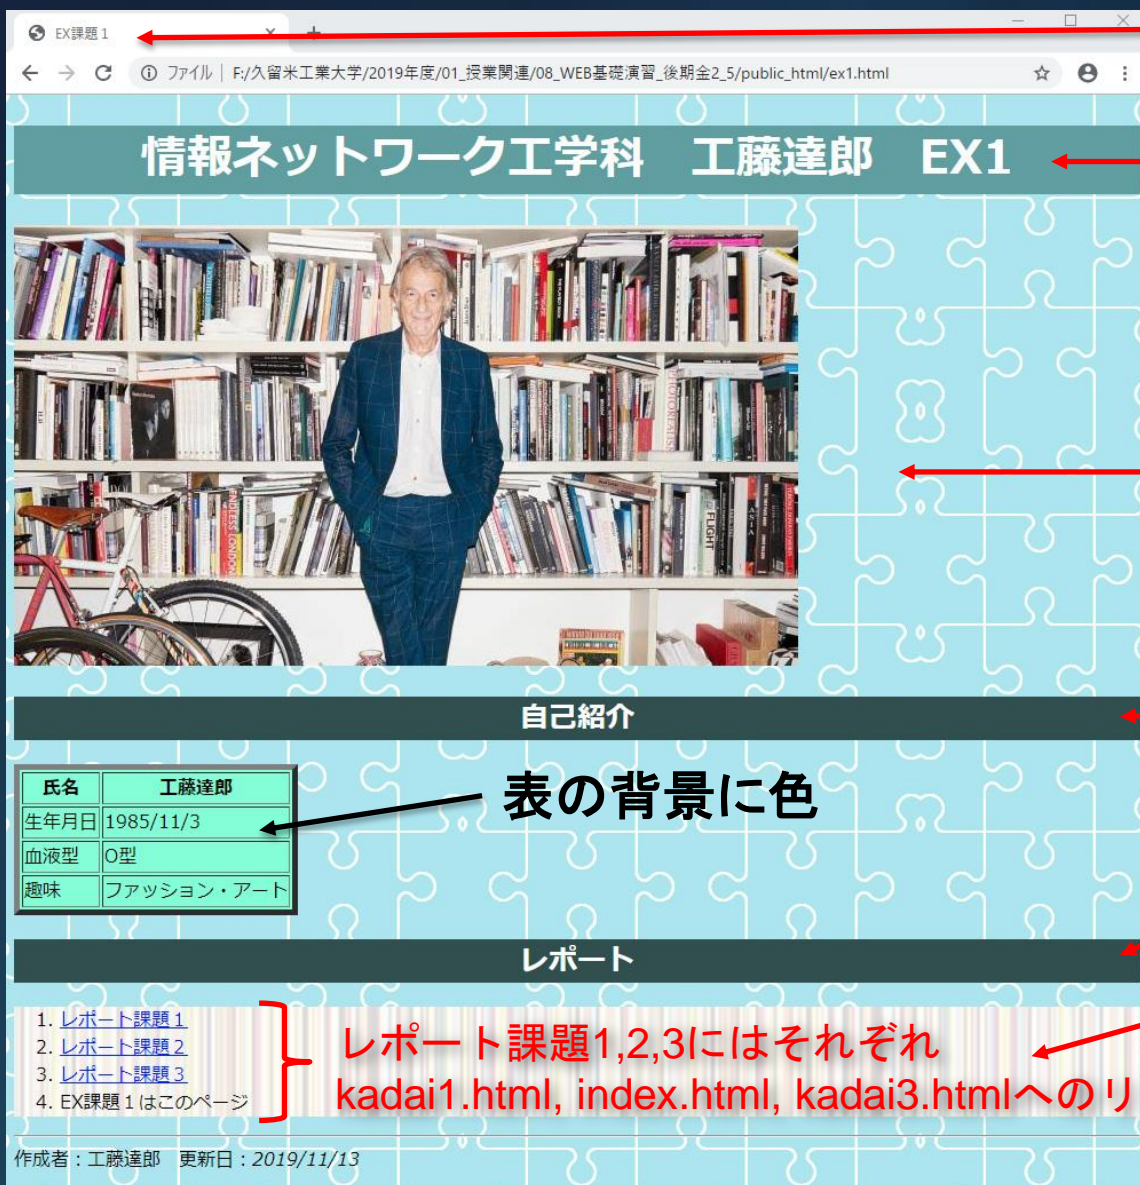 EX課題１
ファイル | F:/久留米工業大学/2019年度/01_授業関連/08_WEB基礎演習_後期金2_5/public_html/ex1.html
情報ネットワーク工学科　工藤達郎　EX1
ENDLESS LONDON
FLIGHT
ASIA
自己紹介
氏名 工藤達郎
生年月日 1985/11/3
血液型 O型
趣味 ファッション・アート
表の背景に色
レポート
1. レポート課題１
2. レポート課題２
3. レポート課題３
4. EX課題１はこのページ
レポート課題1,2,3にはそれぞれ
kadai1.html, index.html, kadai3.htmlへのリ
作成者：工藤達郎　更新日：2019/11/13